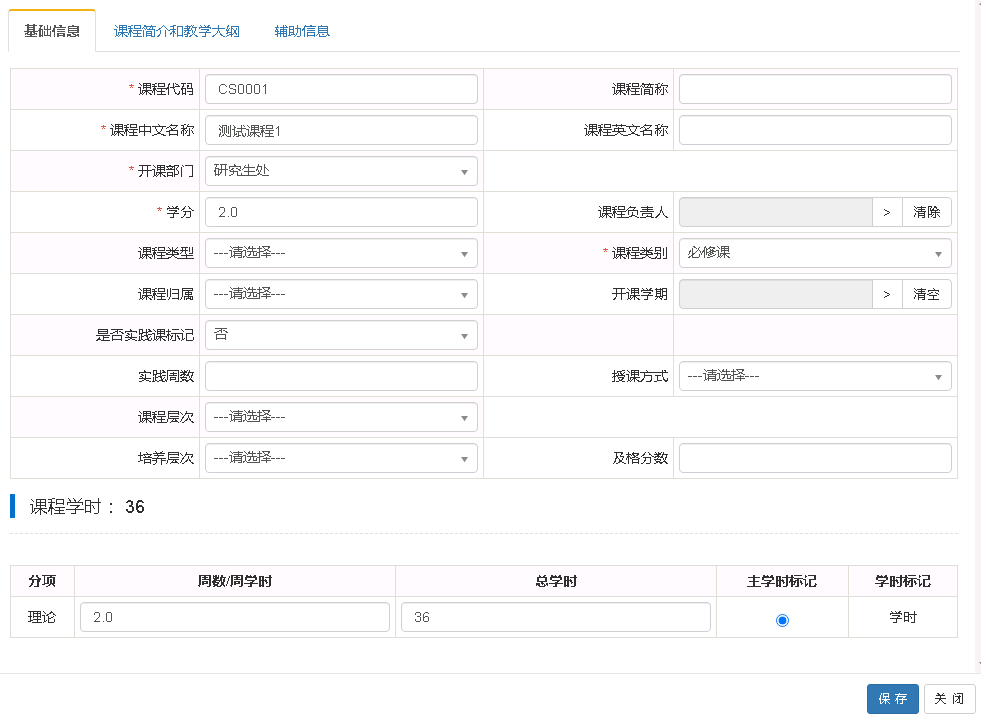 基础信息 课程简介和教学大纲 辅助信息
* 课程代码 CS0001 课程简称
* 课程中文名称 测试课程1 课程英文名称
* 开课部门 研究生处
* 学分 2.0 课程负责人 > 清除
课程类型 ---请选择--- * 课程类别 必修课
课程归属 ---请选择--- 开课学期 > 清空
是否实践课标记 否
实践周数 授课方式 ---请选择---
课程层次 ---请选择---
培养层次 ---请选择--- 及格分数
课程学时： 36
分项 周数/周学时 总学时 主学时标记 学时标记
理论 2.0 36 学时
保 存 关 闭